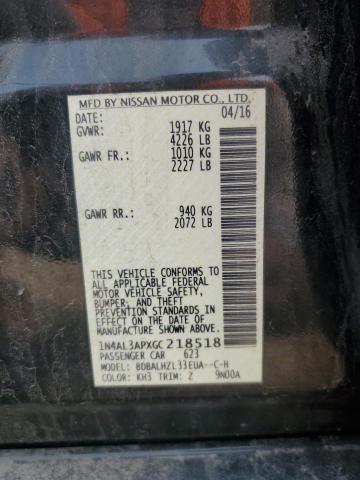 MFD BY NISSAN MOTOR CO., LTD.
DATE: 04/16
GVWR: 1917 KG
4226 LB
GAWR FR.: 1010 KG
2227 LB
GAWR RR.: 940 KG
2072 LB
THIS VEHICLE CONFORMS TO
ALL APPLICABLE FEDERAL
MOTOR VEHICLE SAFETY,
BUMPER, AND THEFT
PREVENTION STANDARDS
IN EFFECT ON THE DATE OF
MANUFACTURE SHOWN ABOVE.
1N4AL3APXGC218518
PASSENGER CAR 623
MODEL: BDBALHZL33EUA--C-H
COLOR: KH3 TRIM: Z 9N00A